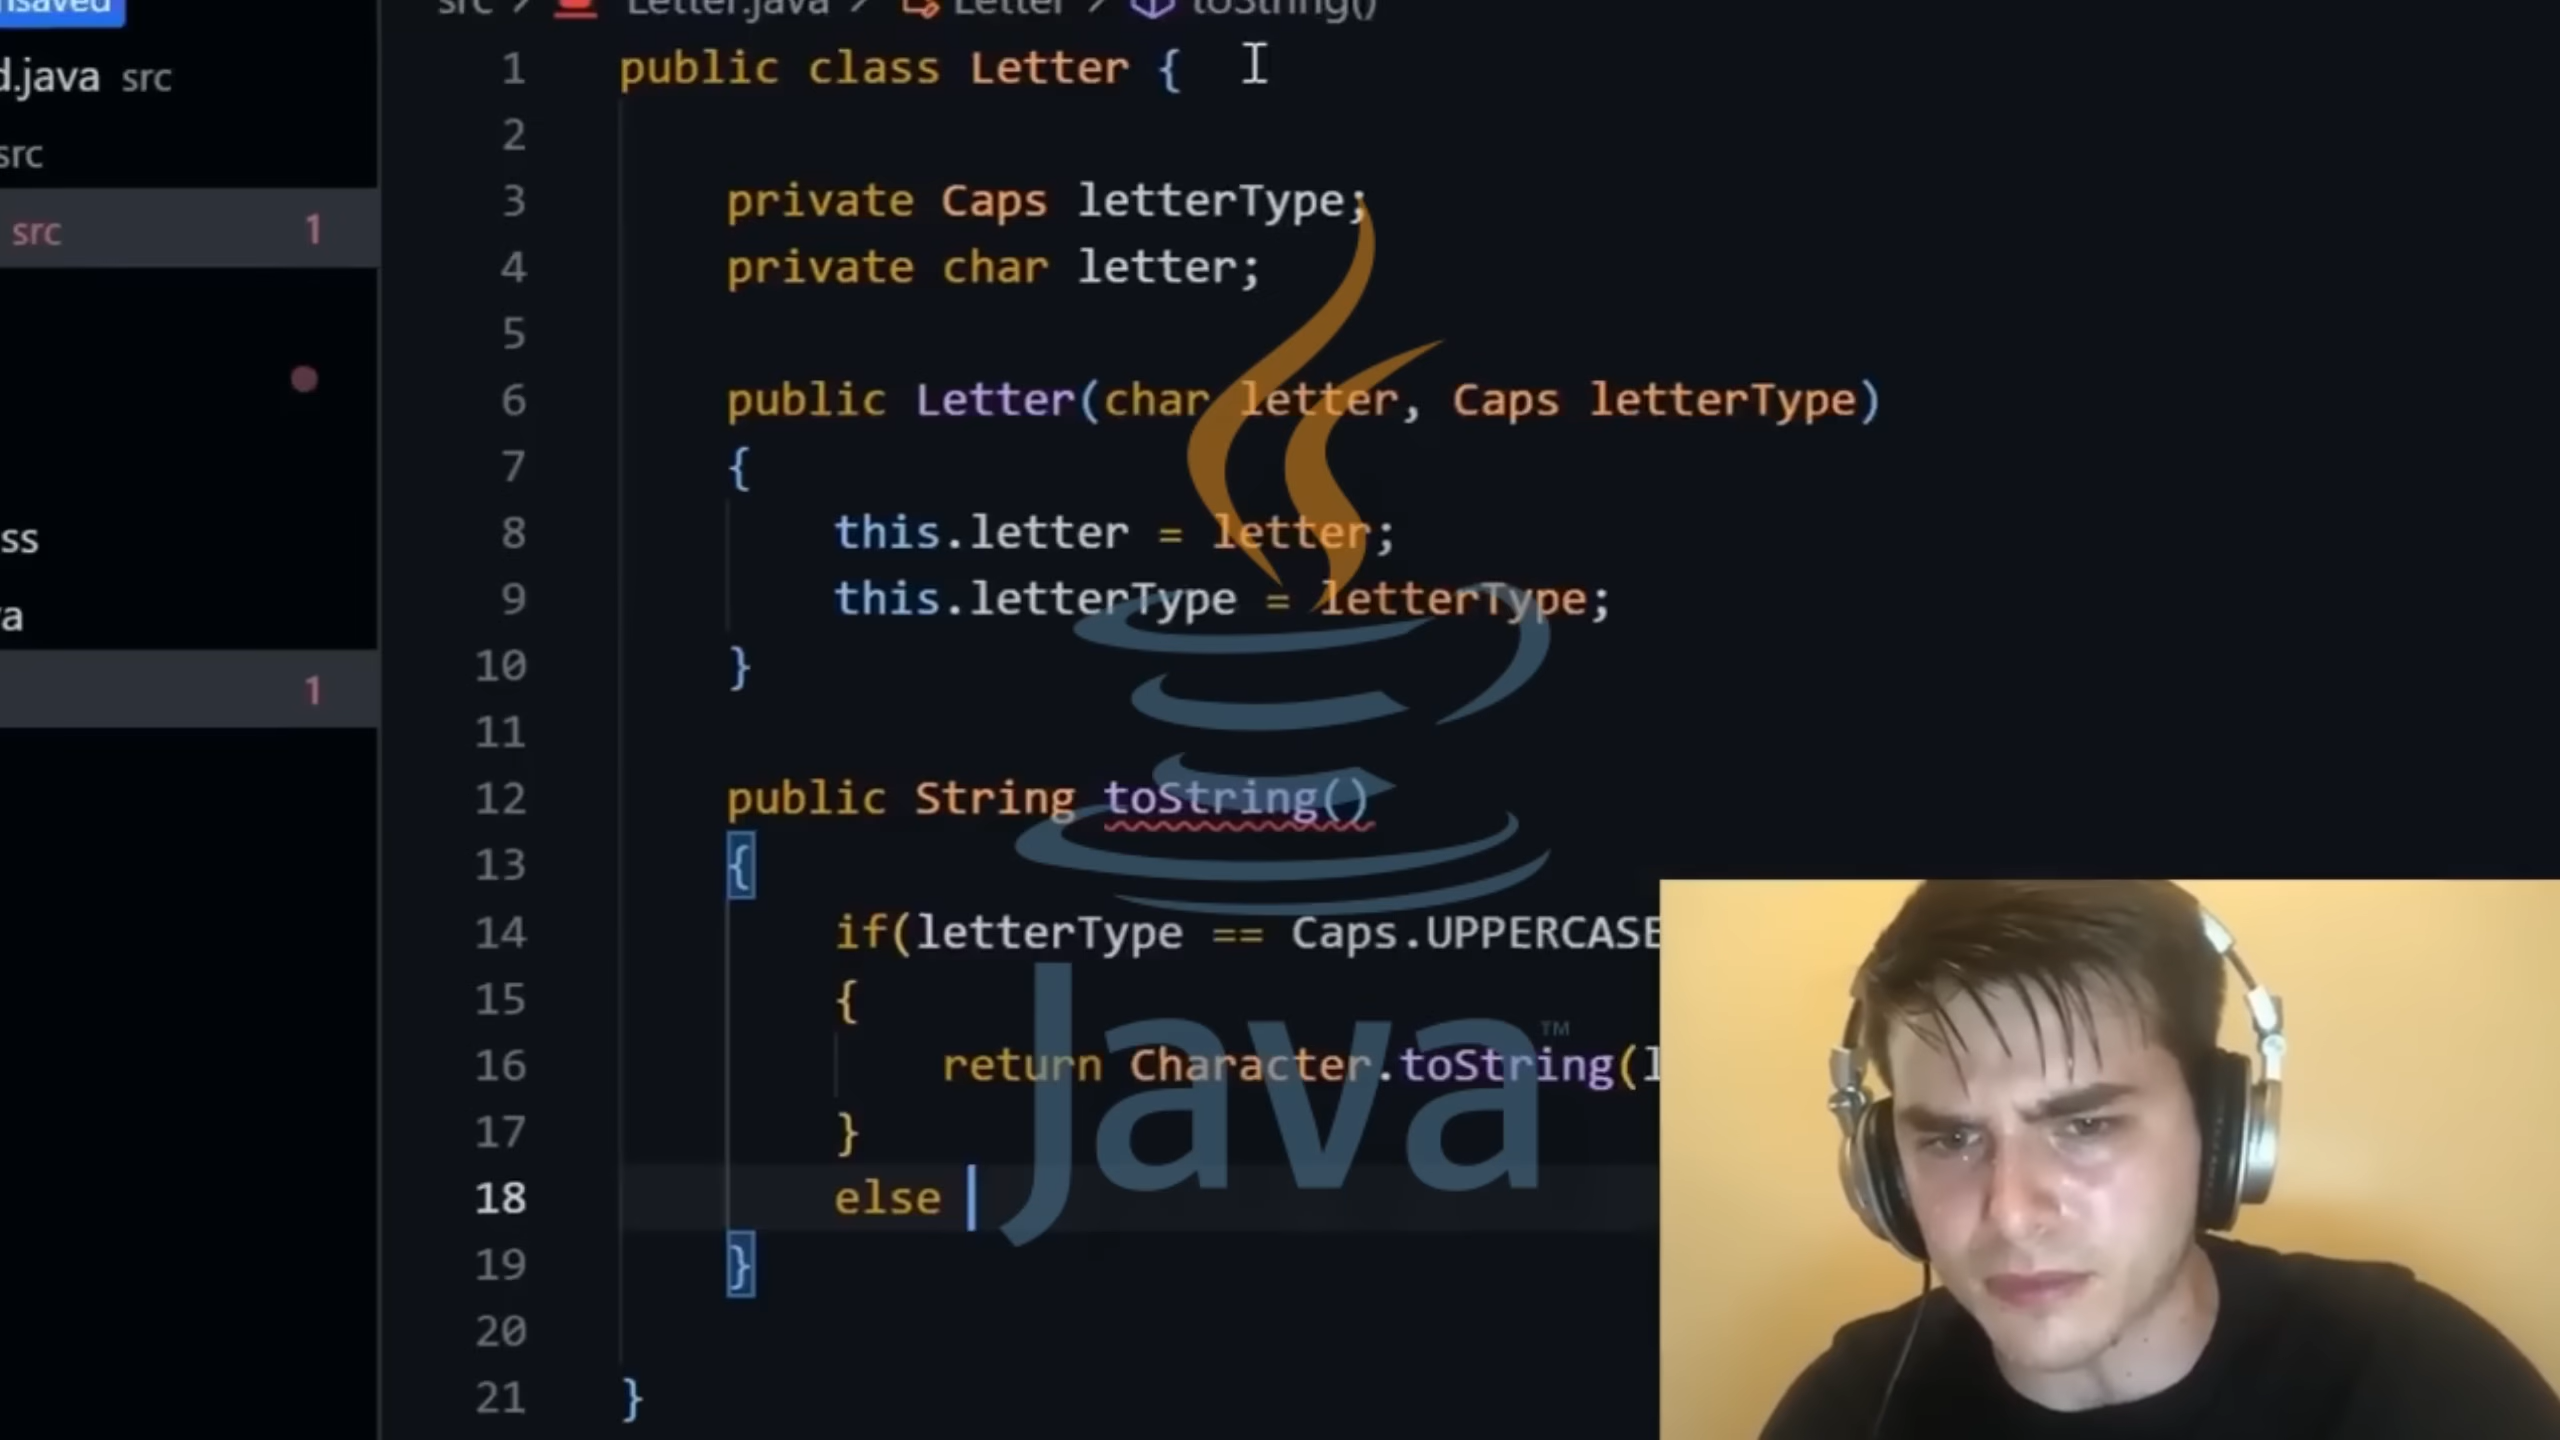 d.java src
src
src 1
ss
va
1
src > Letter.java > Letter > toString()
1 public class Letter {
2
3 private Caps letterType;
4 private char letter;
5
6 public Letter(char letter, Caps letterType)
7 {
8 this.letter = letter;
9 this.letterType = letterType;
10 }
11
12 public String toString()
13 {
14 if(letterType == Caps.UPPERCASE
15 {
16 return Character.toString(l
17 }
18 else
19 }
20
21 }
Java™